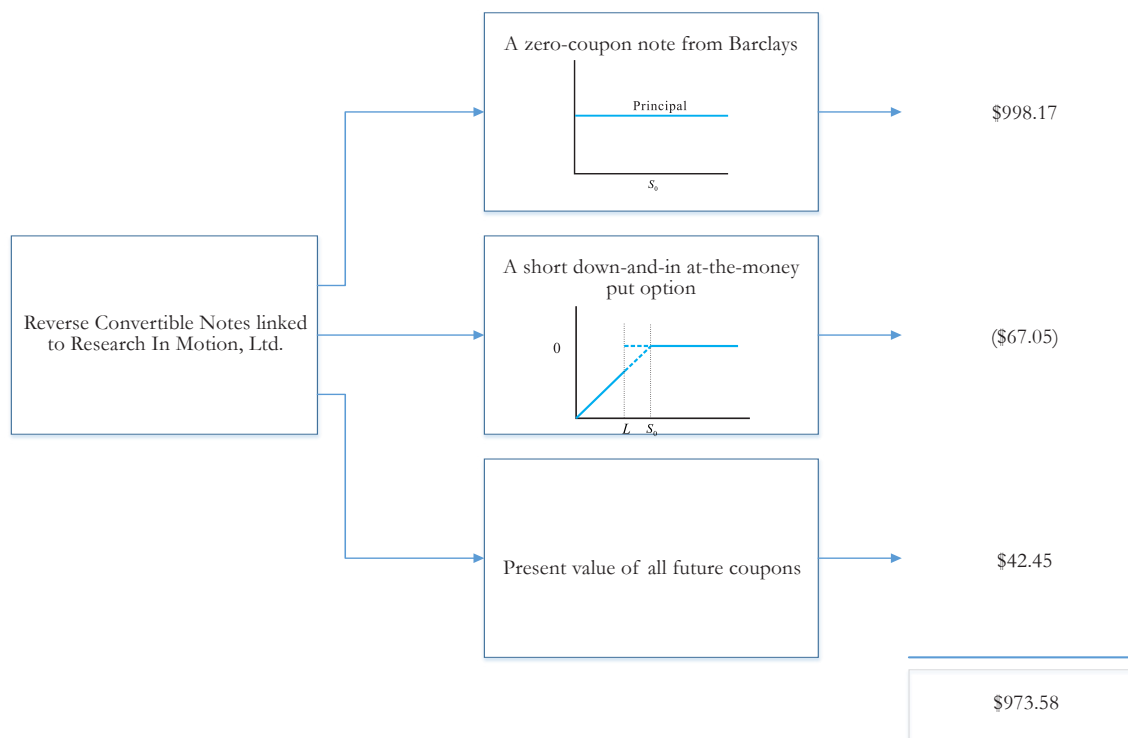 A zero-coupon note from Barclays
Principal
S₀
$998.17
Reverse Convertible Notes linked
to Research In Motion, Ltd.
A short down-and-in at-the-money
put option
0
L S₀
($67.05)
Present value of all future coupons
$42.45
$973.58